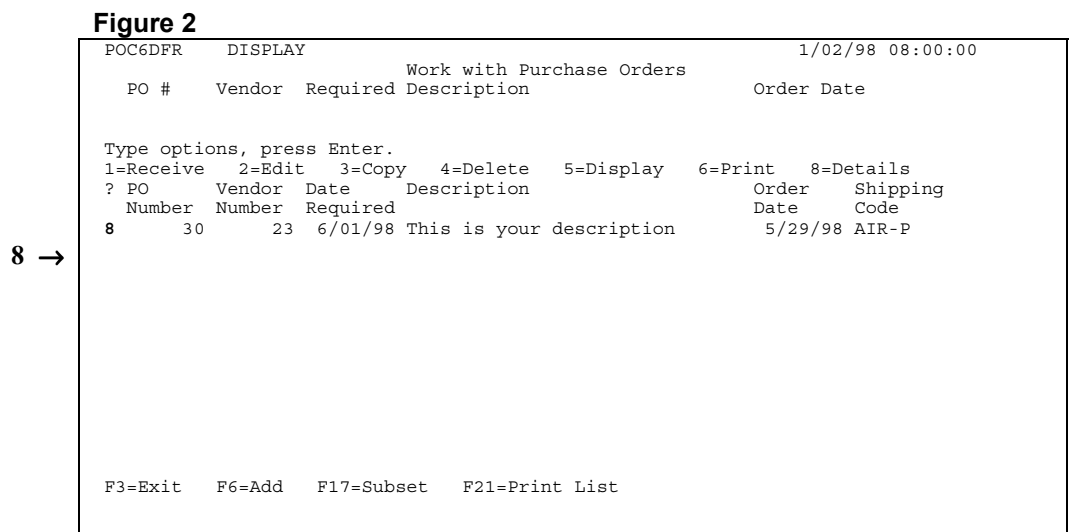 Figure 2
POC6DFR DISPLAY 1/02/98 08:00:00
Work with Purchase Orders
PO # Vendor Required Description Order Date
Type options, press Enter.
1=Receive 2=Edit 3=Copy 4=Delete 5=Display 6=Print 8=Details
? PO Vendor Date Description Order Shipping
Number Number Required Date Code
8 30 23 6/01/98 This is your description 5/29/98 AIR-P
8 →
F3=Exit F6=Add F17=Subset F21=Print List